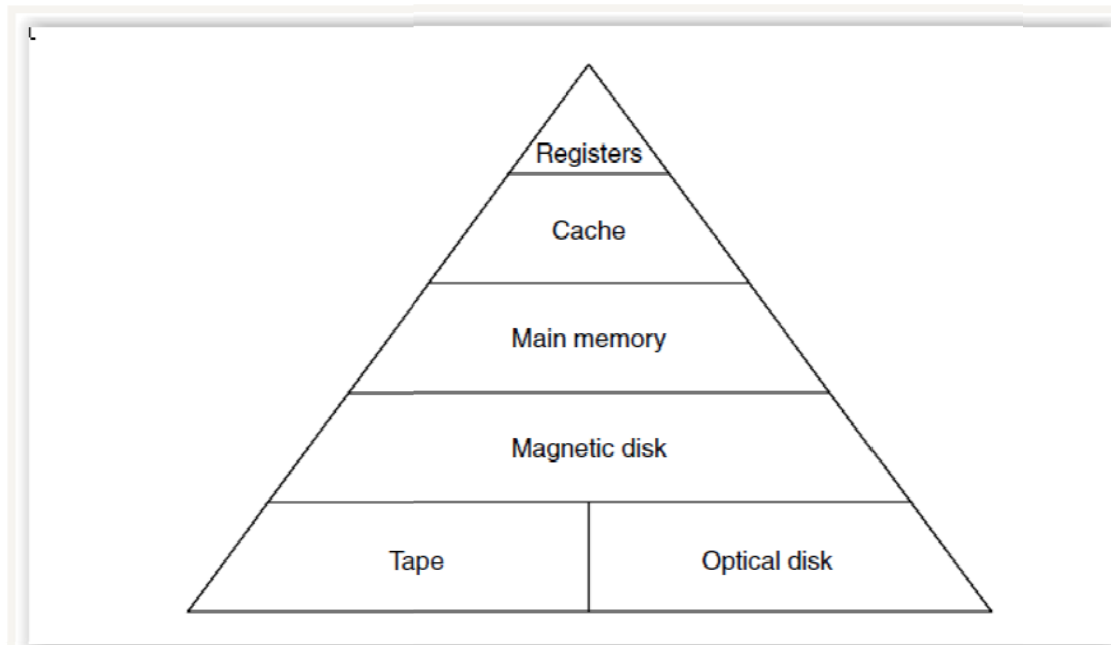 Registers
Cache
Main memory
Magnetic disk
Tape
Optical disk